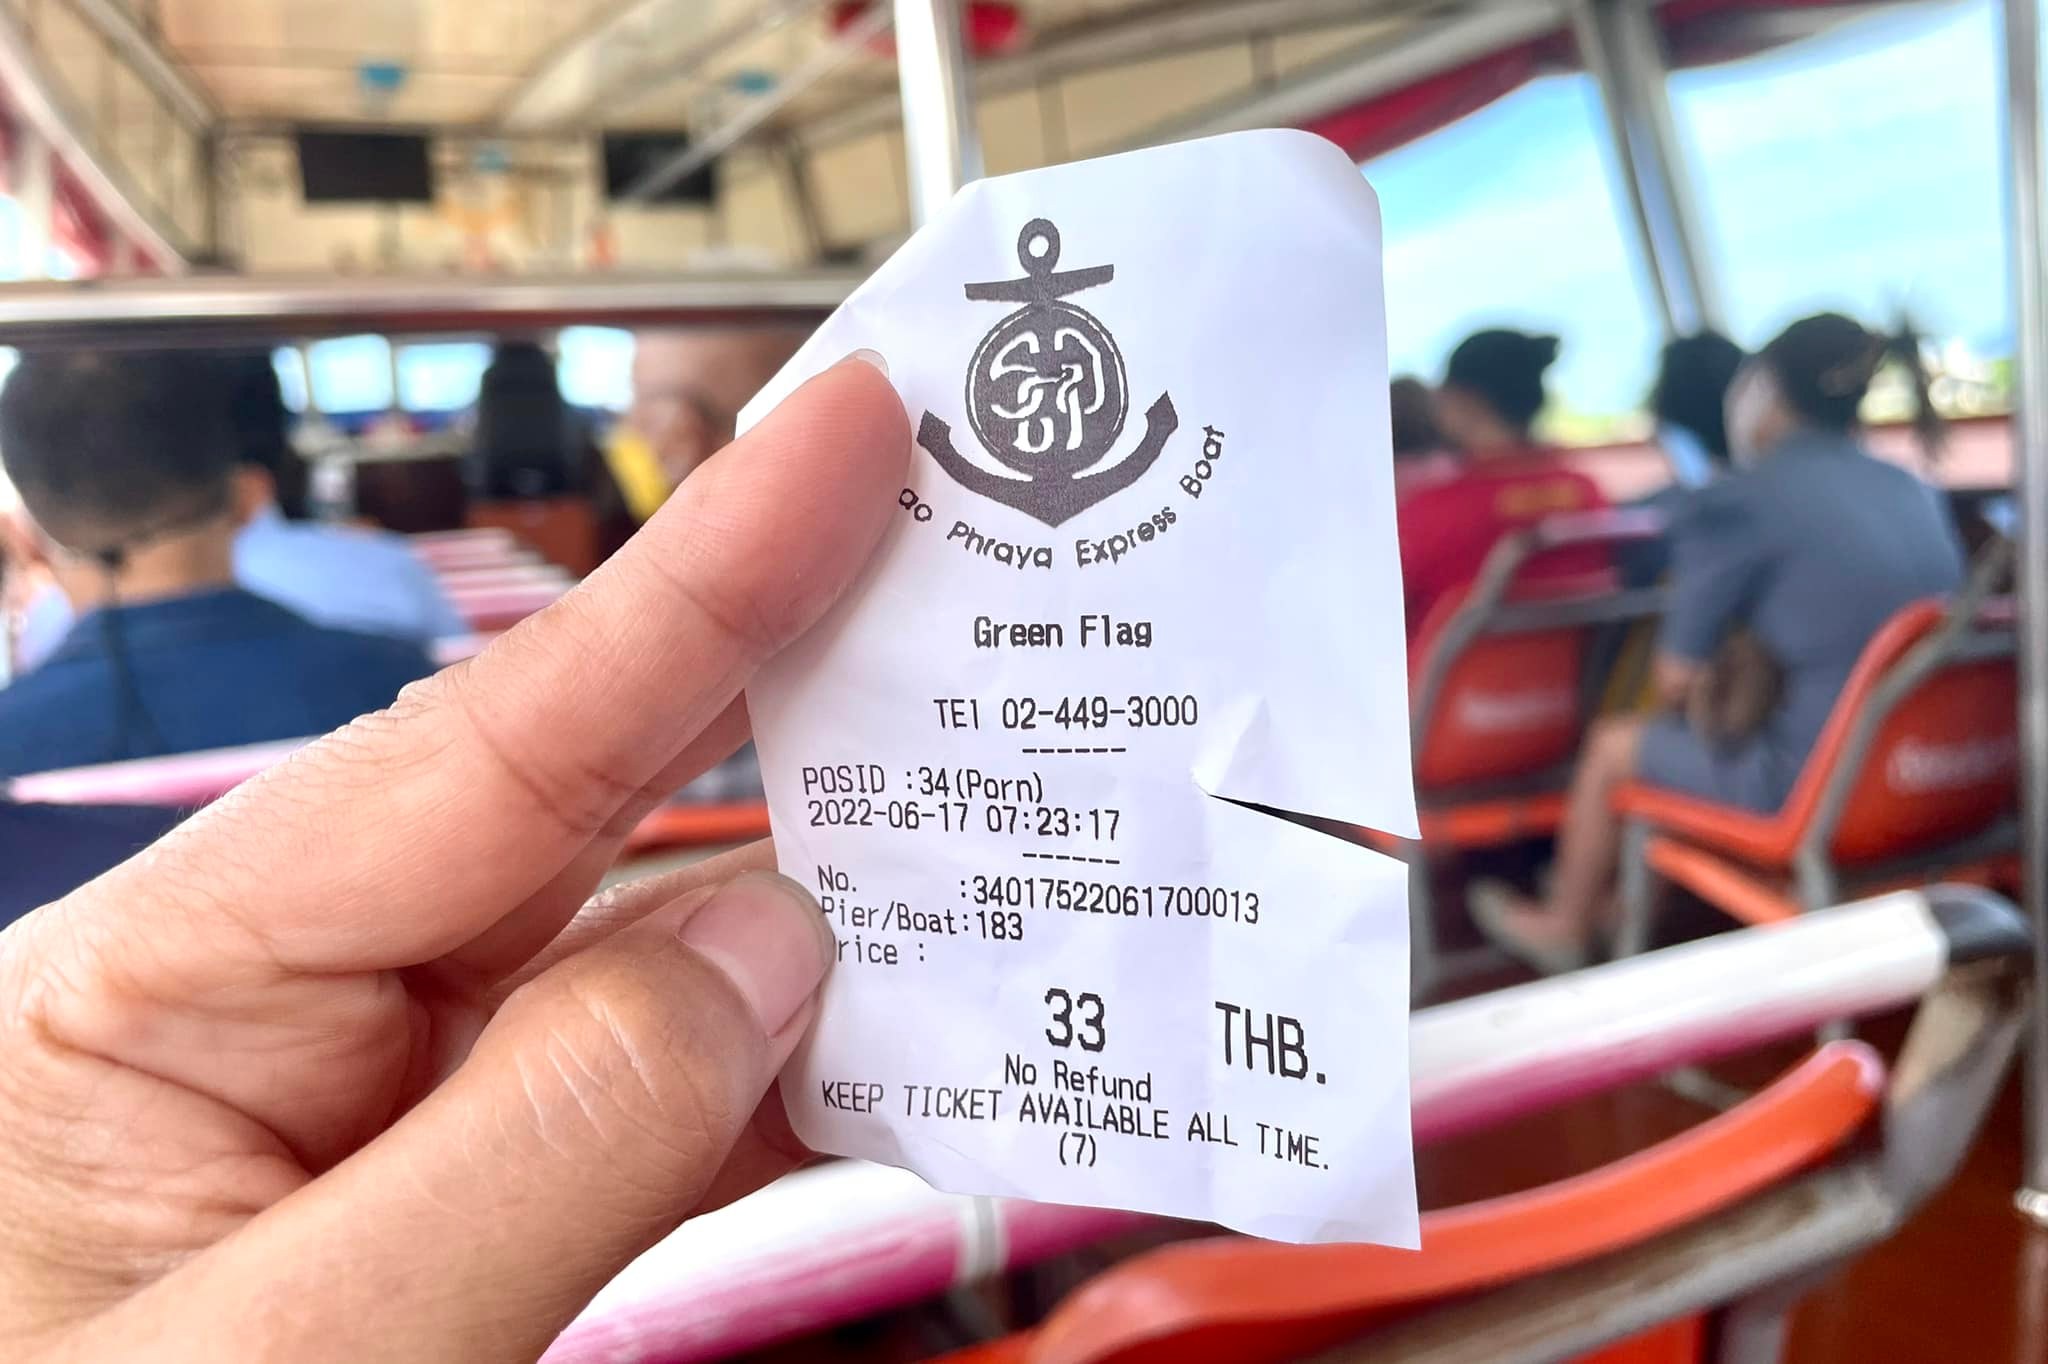 ao Phraya Express Boat
Green Flag
TEl 02-449-3000
------
POSID :34(Porn)
2022-06-17 07:23:17
------
No. :34017522061700013
Pier/Boat:183
rice :
33 THB.
No Refund
KEEP TICKET AVAILABLE ALL TIME.
(7)